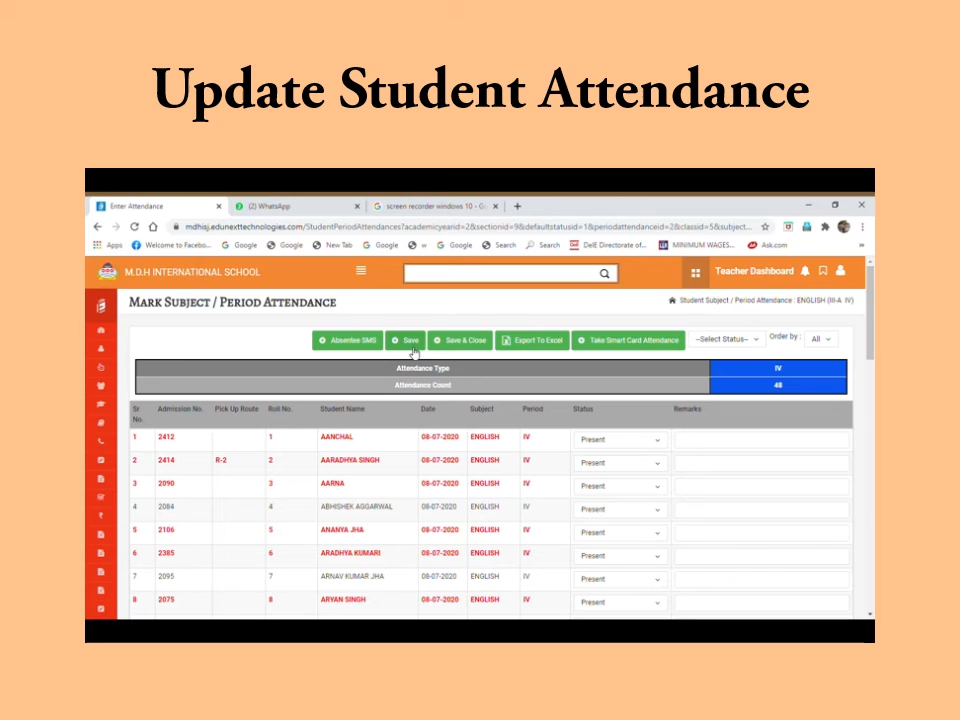 Update Student Attendance
Enter Attendance
(2) WhatsApp
screen recorder windows 10 - Go
mdhisj.edunexttechnologies.com/StudentPeriodAttendances?academicyearid=2&sectionid=9&defaultstatusid=1&periodattendanceid=2&classid=5&subject...
Apps Welcome to Facebo... Google Google New Tab Google w Google Search Search DelE Directorate of... MINIMUM WAGES... Ask.com »
M.D.H INTERNATIONAL SCHOOL Teacher Dashboard
MARK SUBJECT / PERIOD ATTENDANCE Student Subject / Period Attendance : ENGLISH (III-A IV)
Absentee SMS Save Save & Close Export To Excel Take Smart Card Attendance --Select Status-- Order by : All
Attendance Type IV
Attendance Count 48
Sr. No. Admission No. Pick Up Route Roll No. Student Name Date Subject Period Status Remarks
1 2412 1 AANCHAL 08-07-2020 ENGLISH IV Present
2 2414 R-2 2 AARADHYA SINGH 08-07-2020 ENGLISH IV Present
3 2090 3 AARNA 08-07-2020 ENGLISH IV Present
4 2084 4 ABHISHEK AGGARWAL 08-07-2020 ENGLISH IV Present
5 2106 5 ANANYA JHA 08-07-2020 ENGLISH IV Present
6 2385 6 ARADHYA KUMARI 08-07-2020 ENGLISH IV Present
7 2095 7 ARNAV KUMAR JHA 08-07-2020 ENGLISH IV Present
8 2075 8 ARYAN SINGH 08-07-2020 ENGLISH IV Present